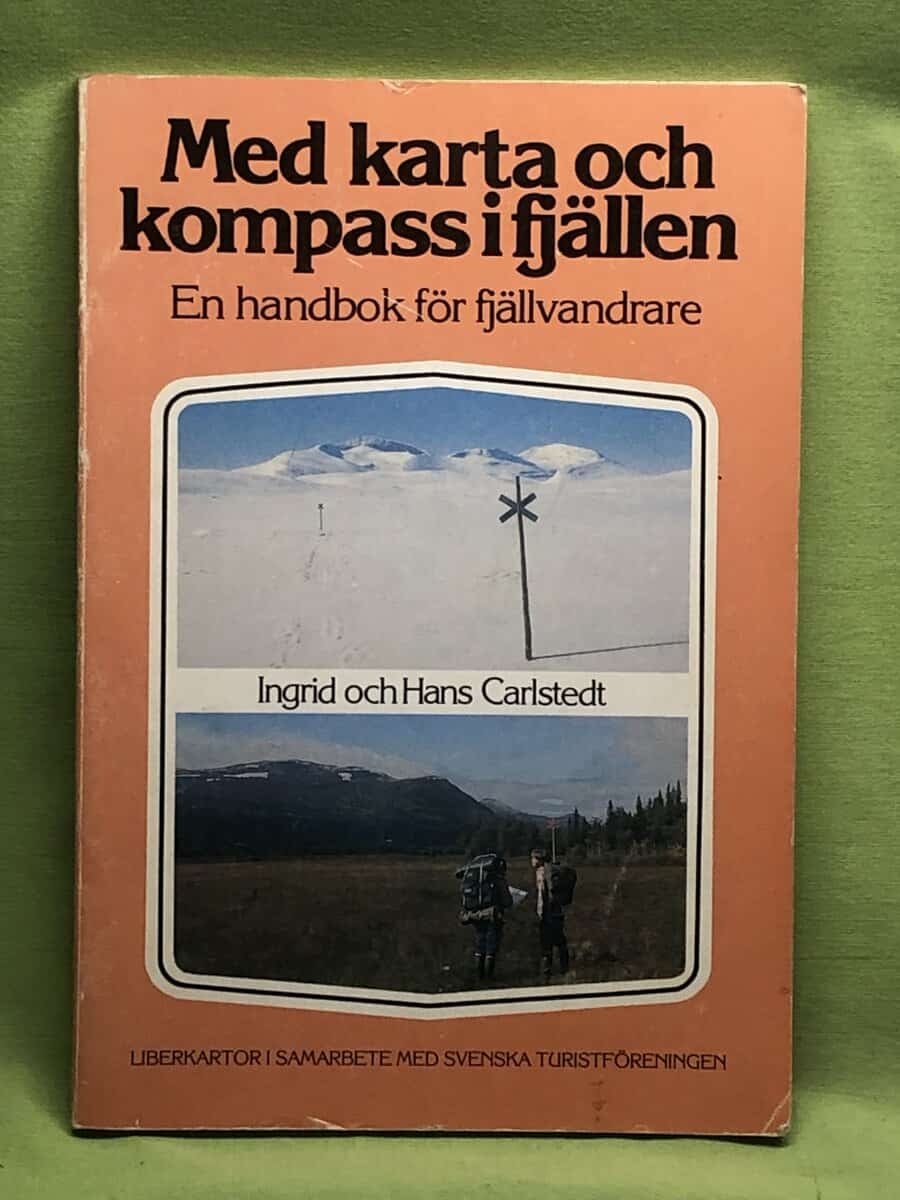 Med karta och
kompass i fjällen
En handbok för fjällvandrare
Ingrid och Hans Carlstedt
LIBERKARTOR I SAMARBETE MED SVENSKA TURISTFÖRENINGEN